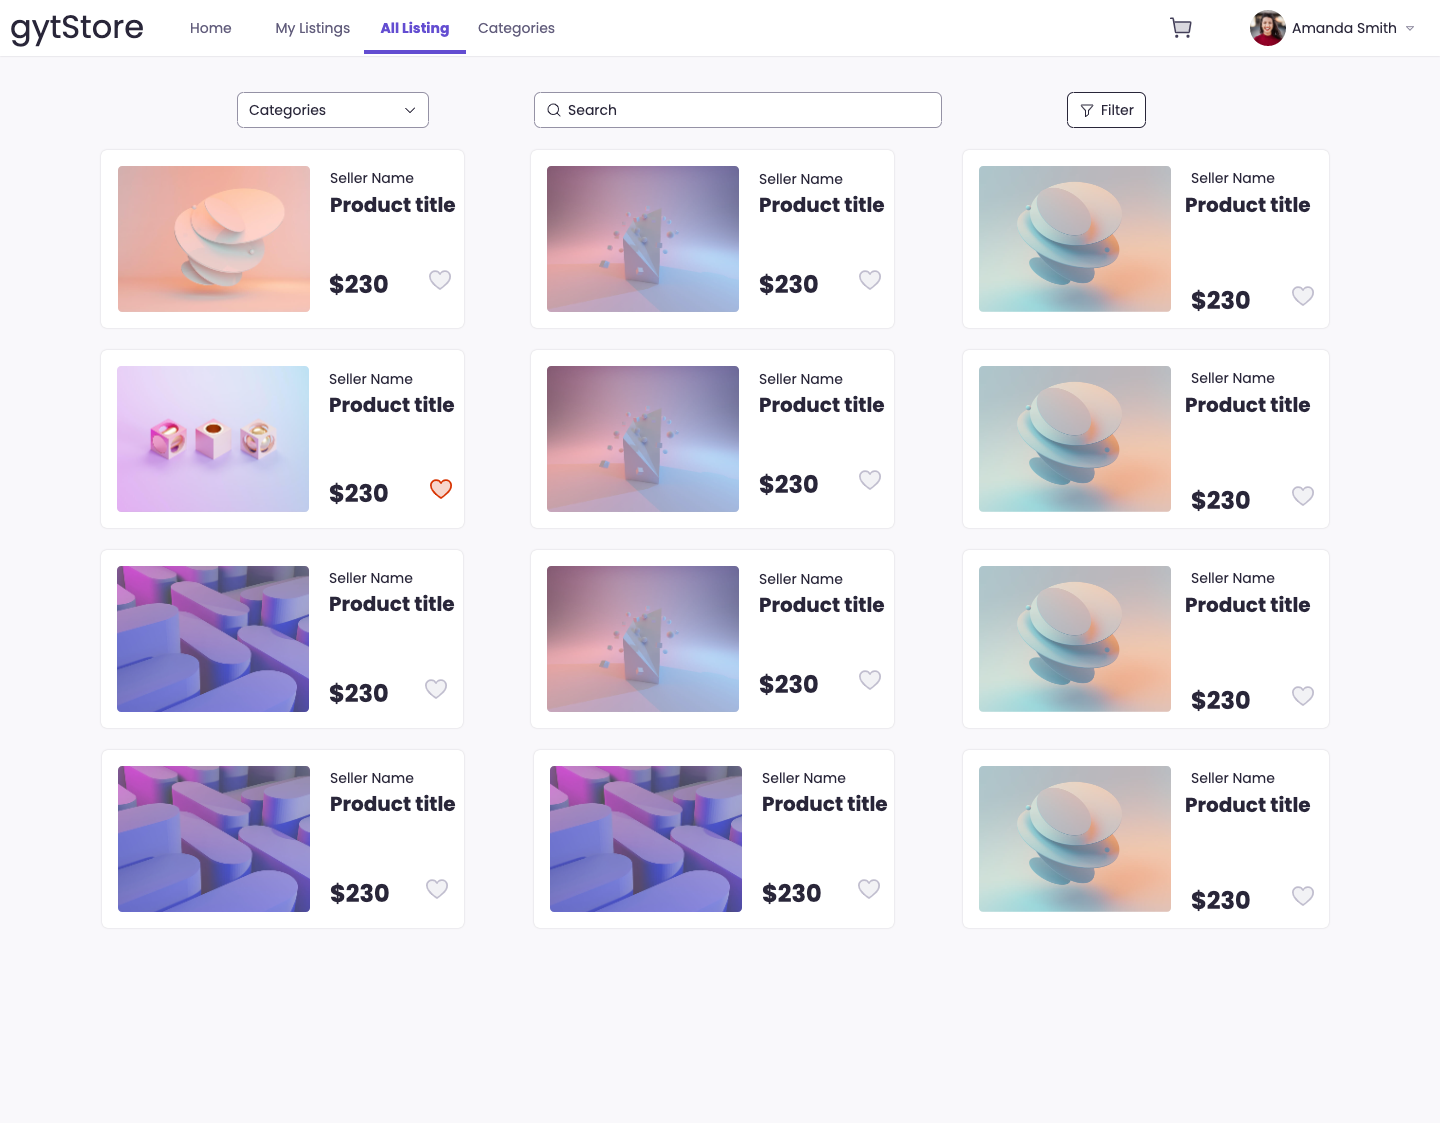 gytStore
Home
My Listings
All Listing
Categories
Amanda Smith
Categories
Search
Filter
Seller Name
Product title
$230
Seller Name
Product title
$230
Seller Name
Product title
$230
Seller Name
Product title
$230
Seller Name
Product title
$230
Seller Name
Product title
$230
Seller Name
Product title
$230
Seller Name
Product title
$230
Seller Name
Product title
$230
Seller Name
Product title
$230
Seller Name
Product title
$230
Seller Name
Product title
$230